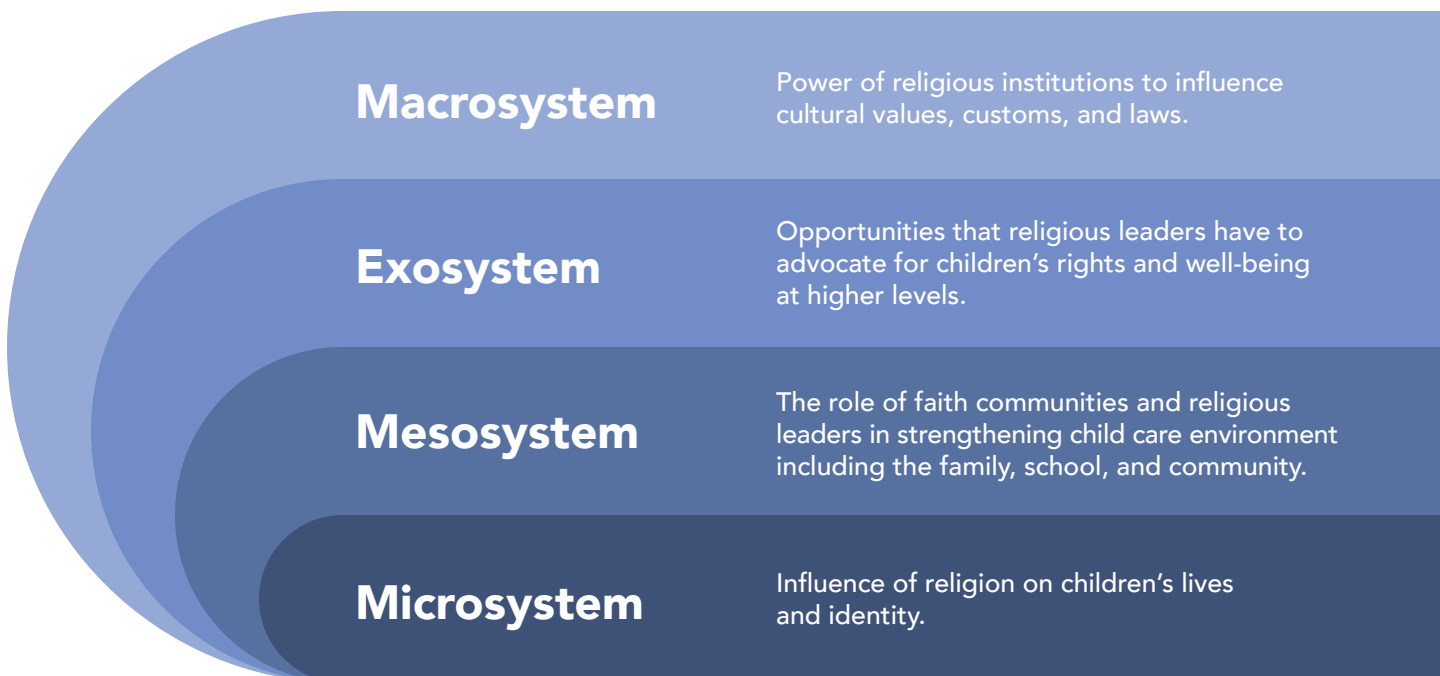 Macrosystem
Power of religious institutions to influence
cultural values, customs, and laws.
Exosystem
Opportunities that religious leaders have to
advocate for children’s rights and well-being
at higher levels.
Mesosystem
The role of faith communities and religious
leaders in strengthening child care environment
including the family, school, and community.
Microsystem
Influence of religion on children’s lives
and identity.